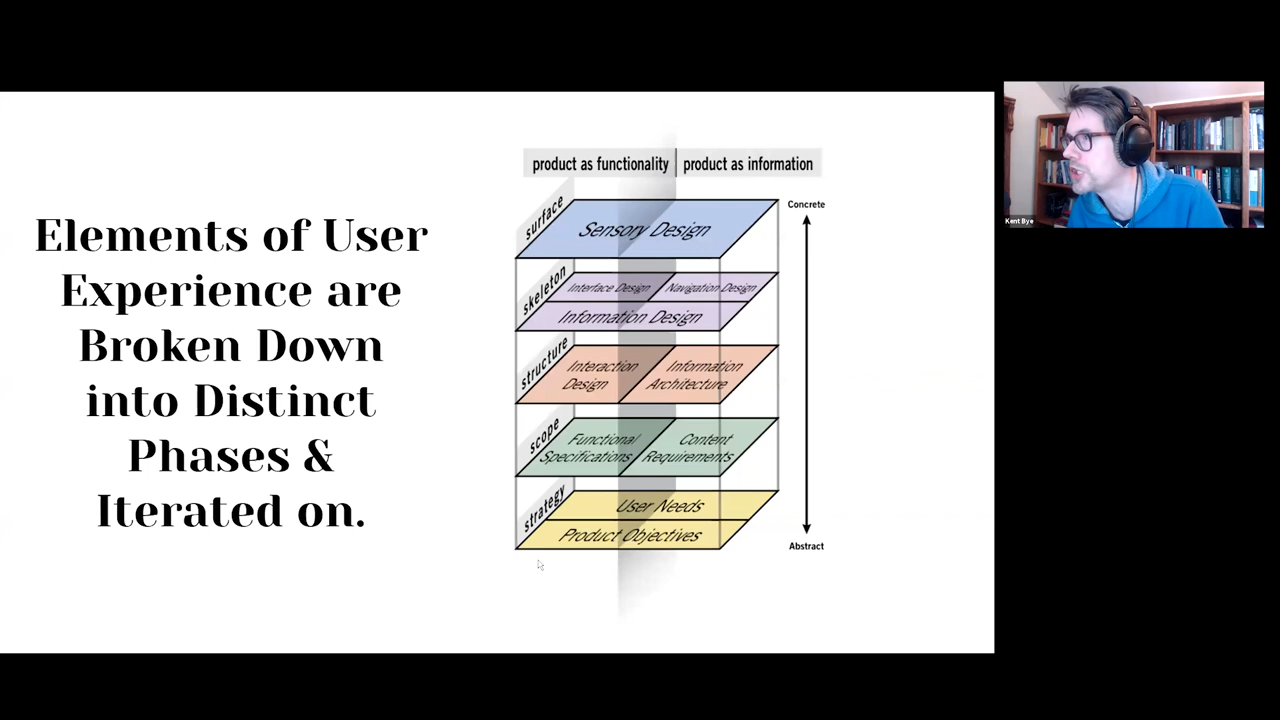 Elements of User
Experience are
Broken Down
into Distinct
Phases &
Iterated on.
product as functionality
product as information
Concrete
surface
Sensory Design
skeleton
Interface Design
Navigation Design
Information Design
structure
Interaction
Design
Information
Architecture
scope
Functional
Specifications
Content
Requirements
strategy
User Needs
Product Objectives
Abstract
Kent Bye